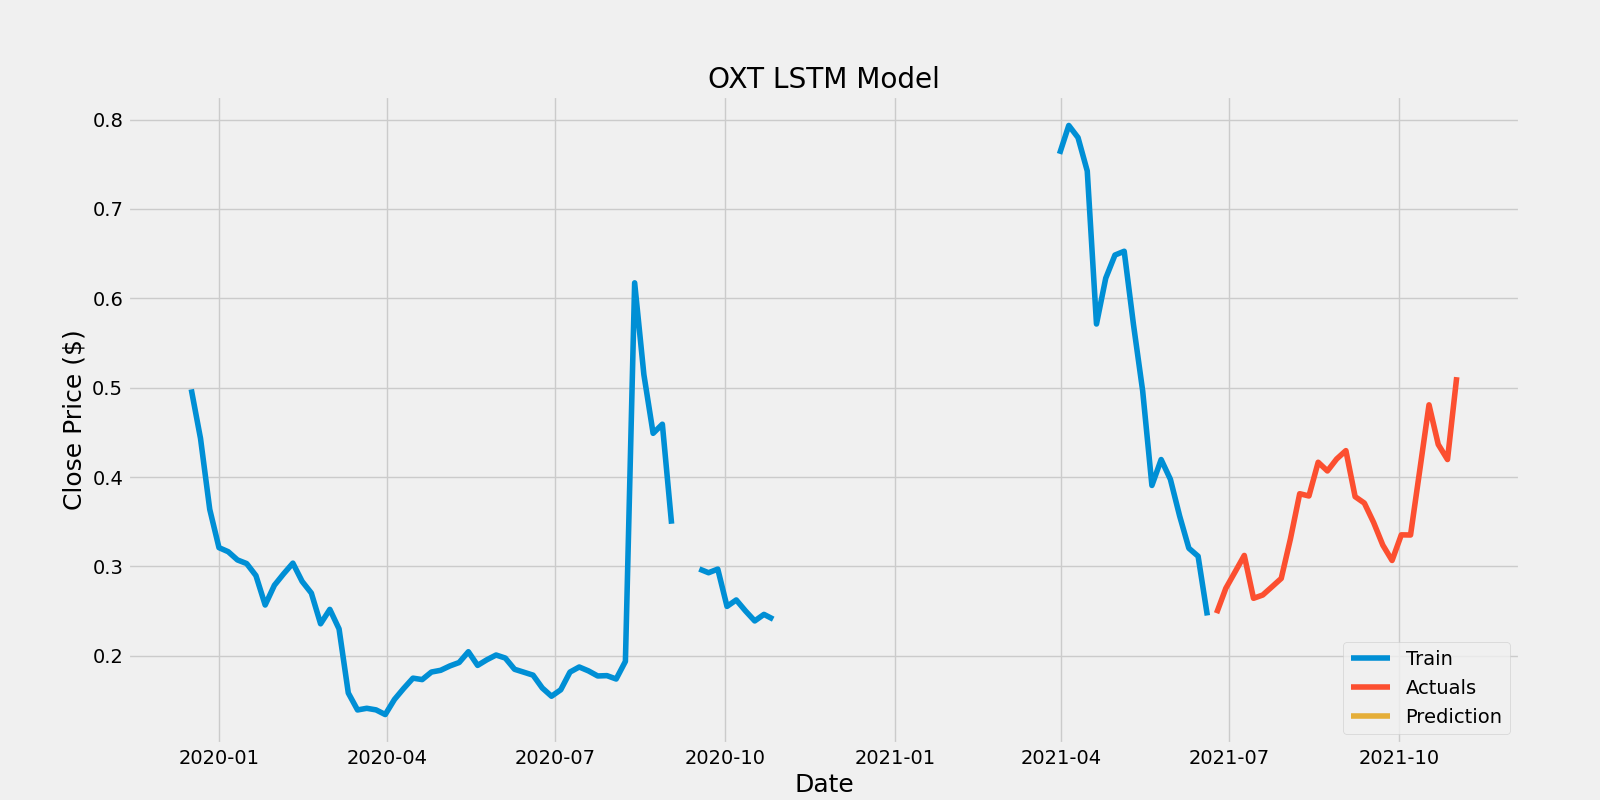 OXT LSTM Model
Close Price ($)
0.8
0.7
0.6
0.5
0.4
0.3
0.2
Train
Actuals
Prediction
2020-01
2020-04
2020-07
2020-10
2021-01
2021-04
2021-07
2021-10
Date